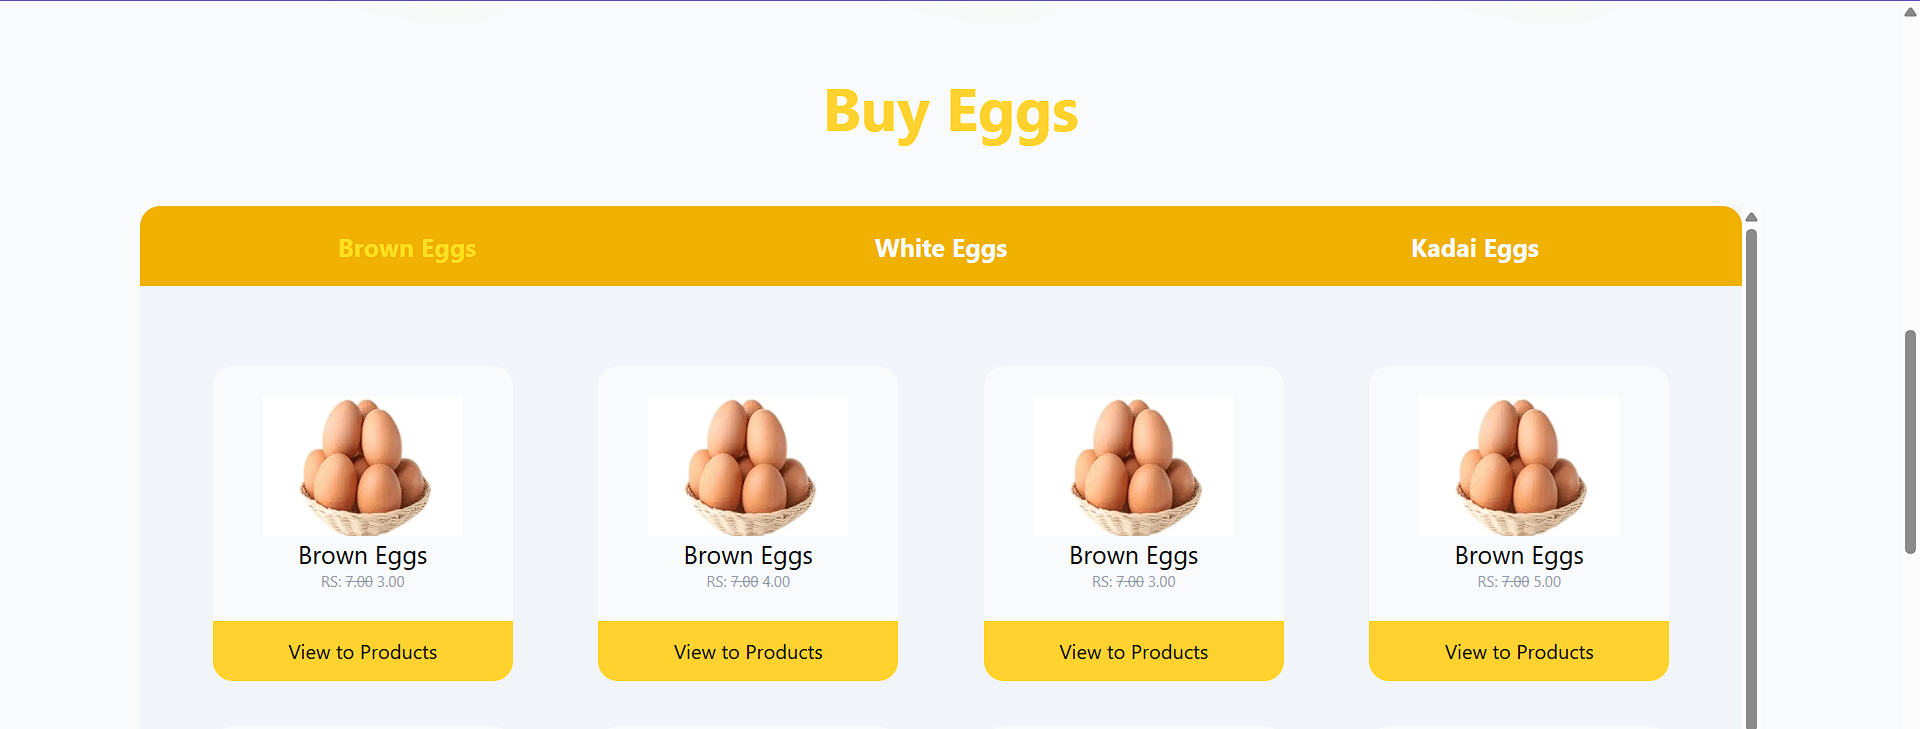 Buy Eggs
Brown Eggs White Eggs Kadai Eggs
Brown Eggs Brown Eggs Brown Eggs Brown Eggs
RS: 7.00 3.00 RS: 7.00 4.00 RS: 7.00 3.00 RS: 7.00 5.00
View to Products View to Products View to Products View to Products